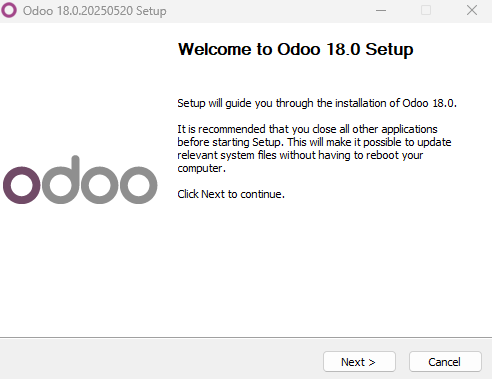 Odoo 18.0.20250520 Setup
Welcome to Odoo 18.0 Setup
Setup will guide you through the installation of Odoo 18.0.
It is recommended that you close all other applications
before starting Setup. This will make it possible to update
relevant system files without having to reboot your
computer.
Click Next to continue.
odoo
Next >
Cancel